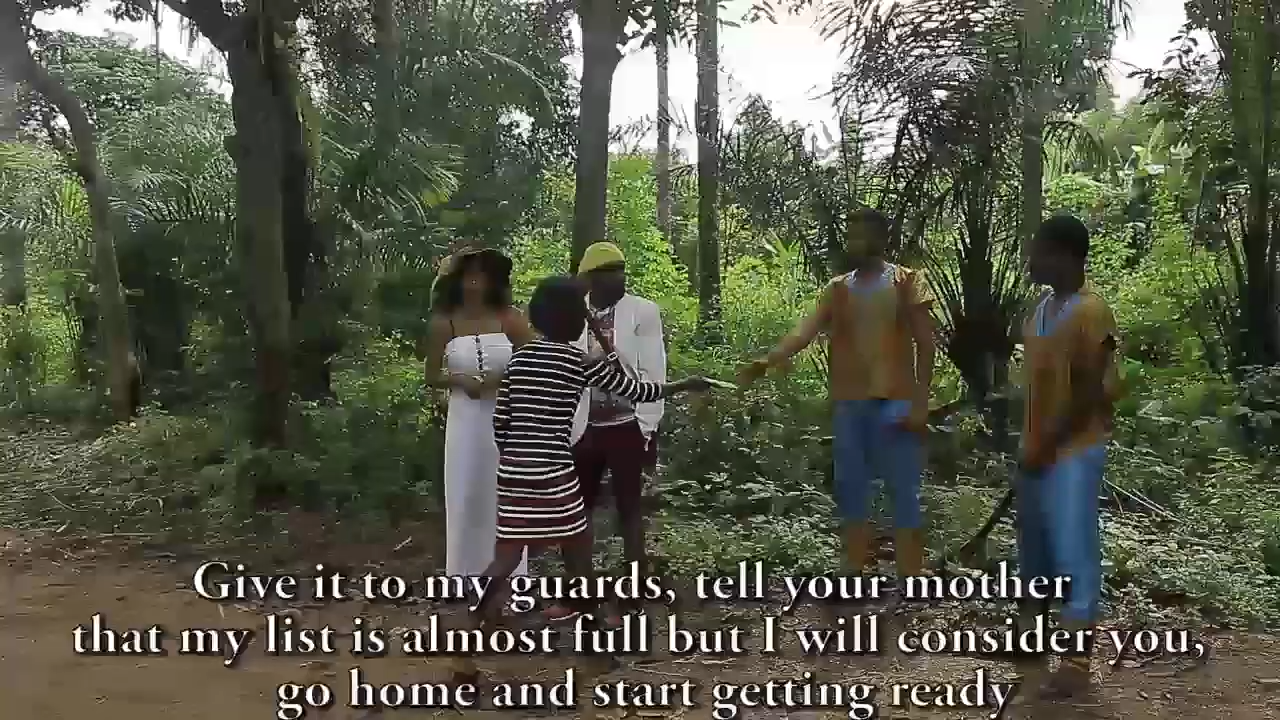 Give it to my guards, tell your mother
that my list is almost full but I will consider you,
go home and start getting ready